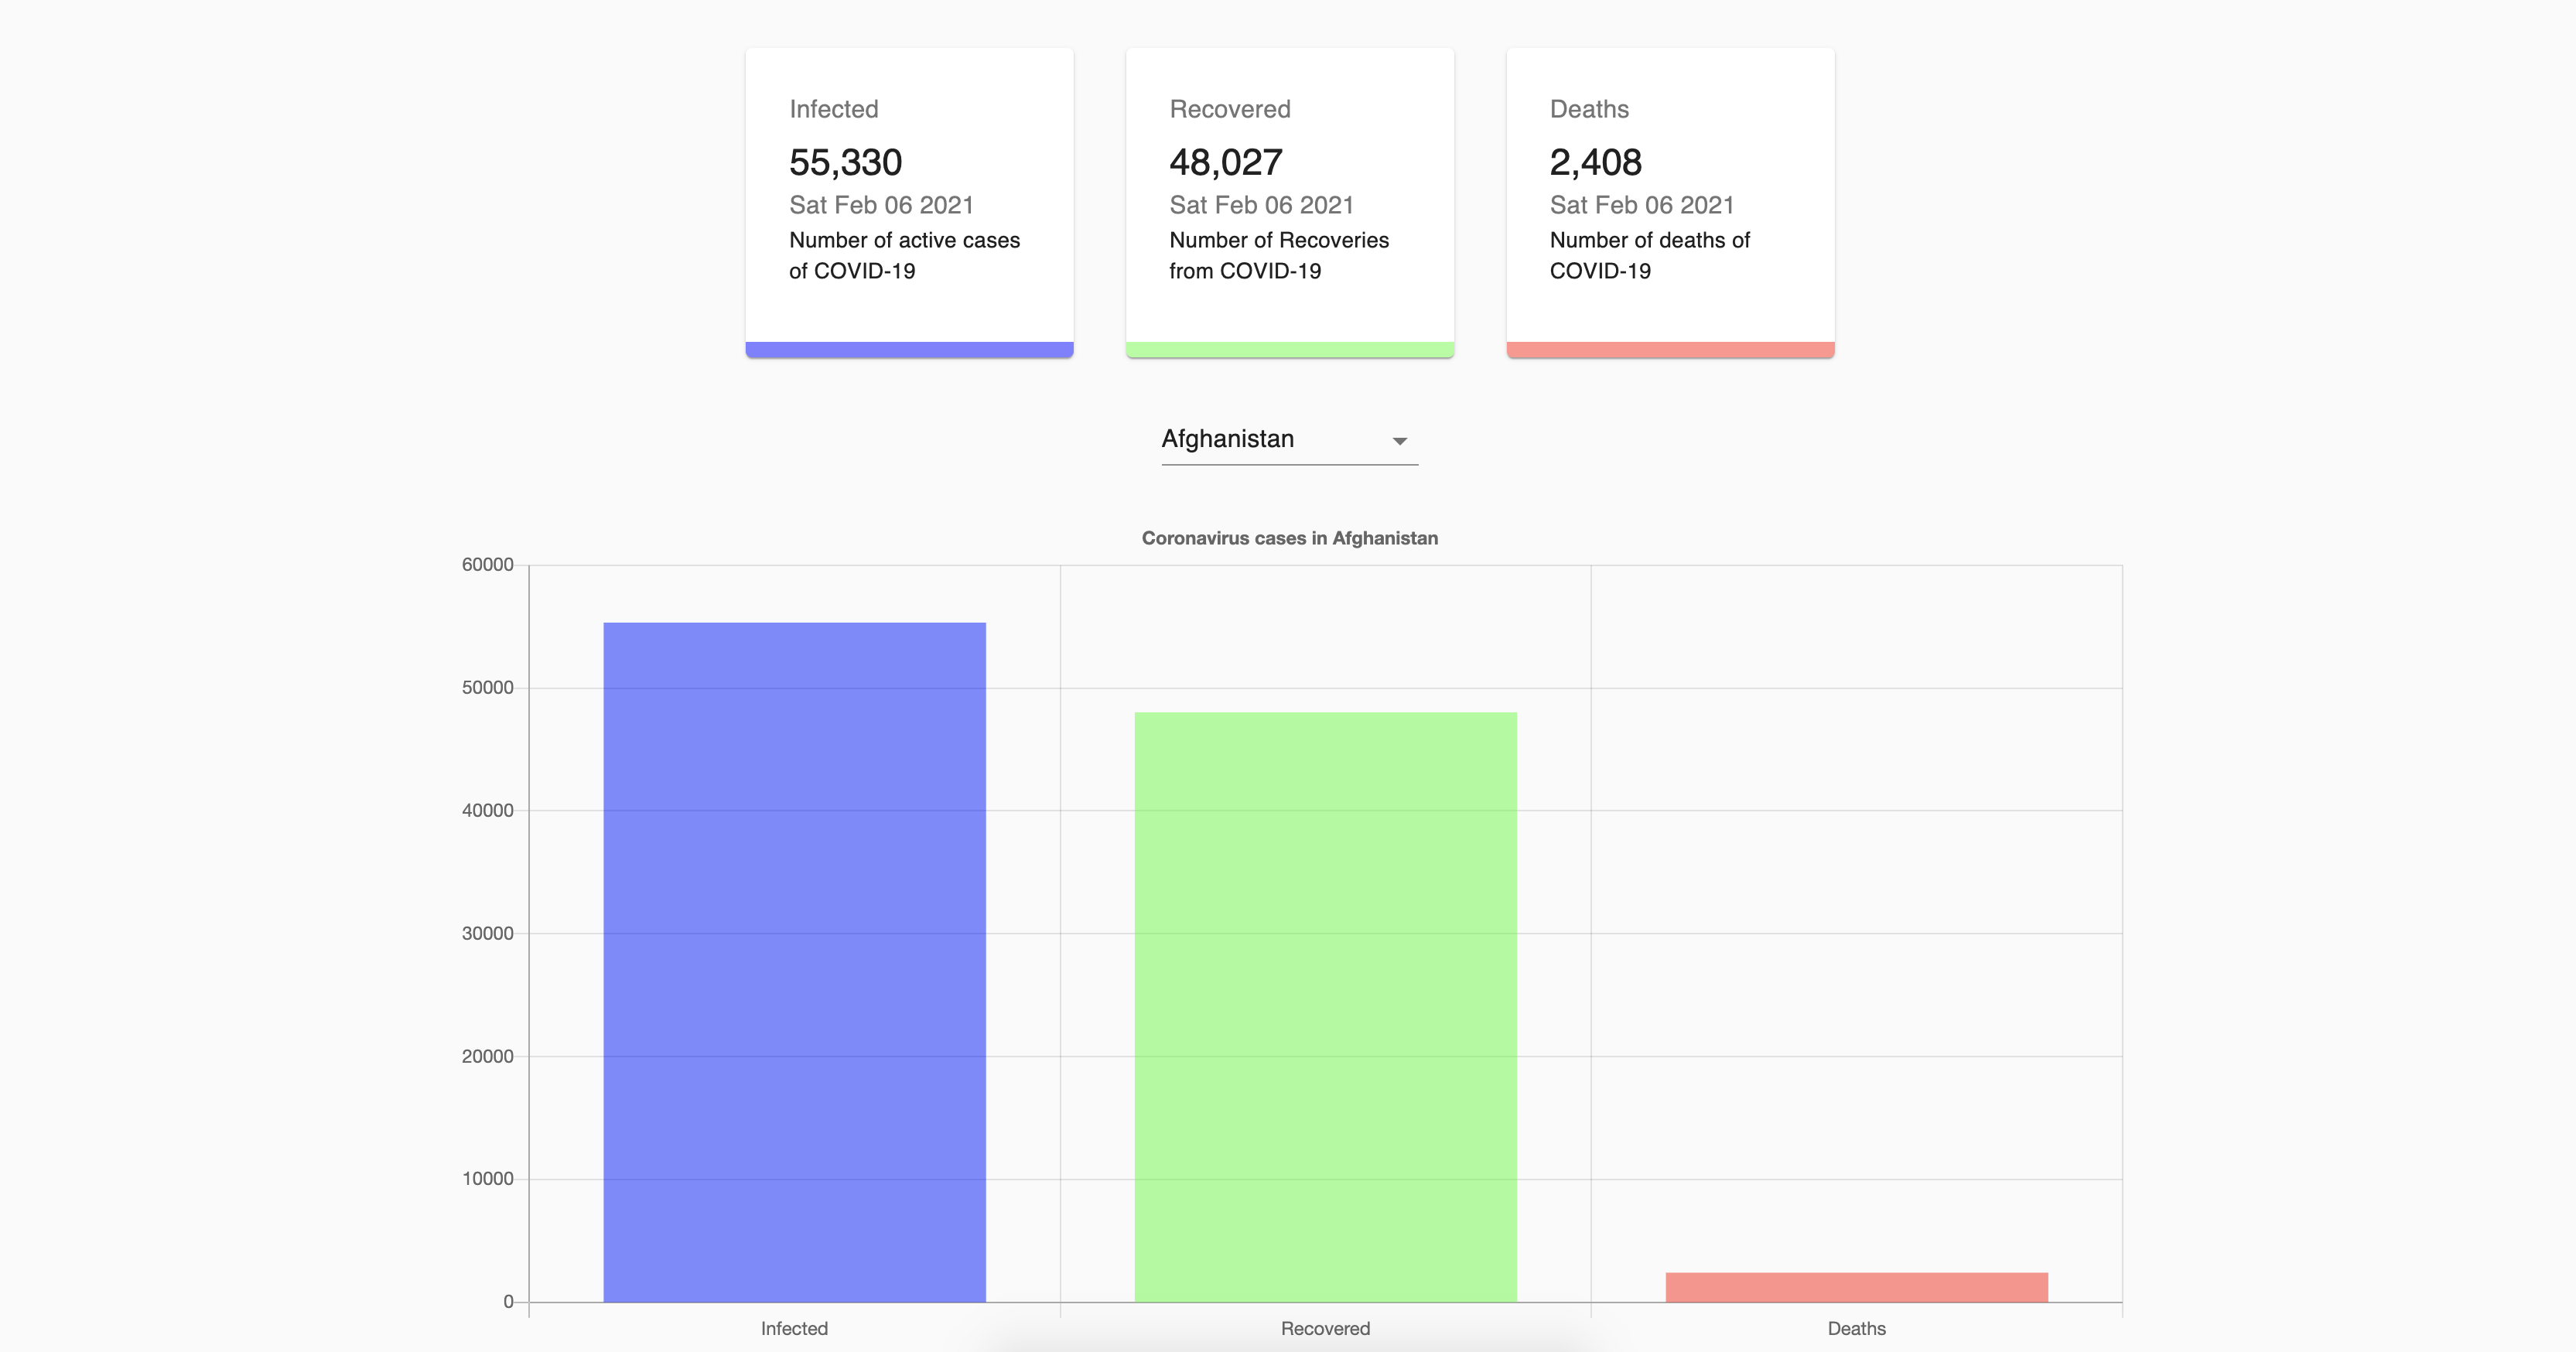 Infected
55,330
Sat Feb 06 2021
Number of active cases
of COVID-19
Recovered
48,027
Sat Feb 06 2021
Number of Recoveries
from COVID-19
Deaths
2,408
Sat Feb 06 2021
Number of deaths of
COVID-19
Afghanistan
Coronavirus cases in Afghanistan
60000
50000
40000
30000
20000
10000
0
Infected
Recovered
Deaths